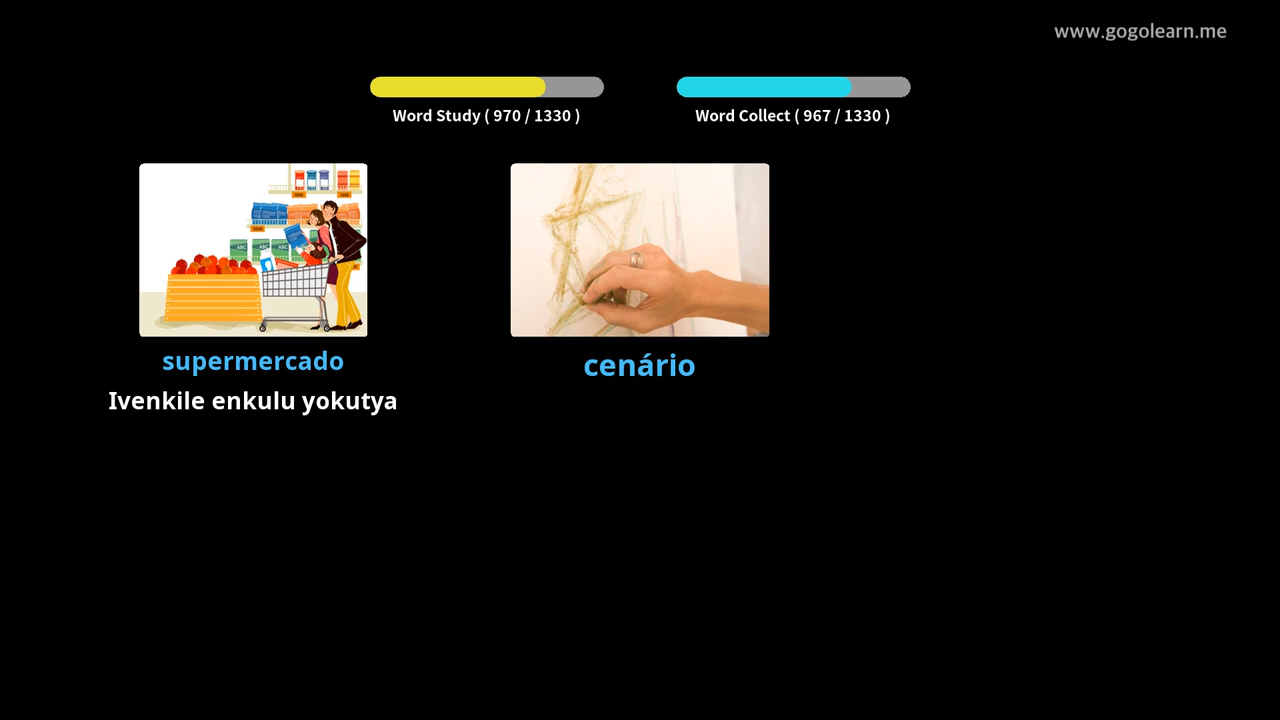 www.gogolearn.me
Word Study ( 970 / 1330 )
Word Collect ( 967 / 1330 )
supermercado
Ivenkile enkulu yokutya
cenário